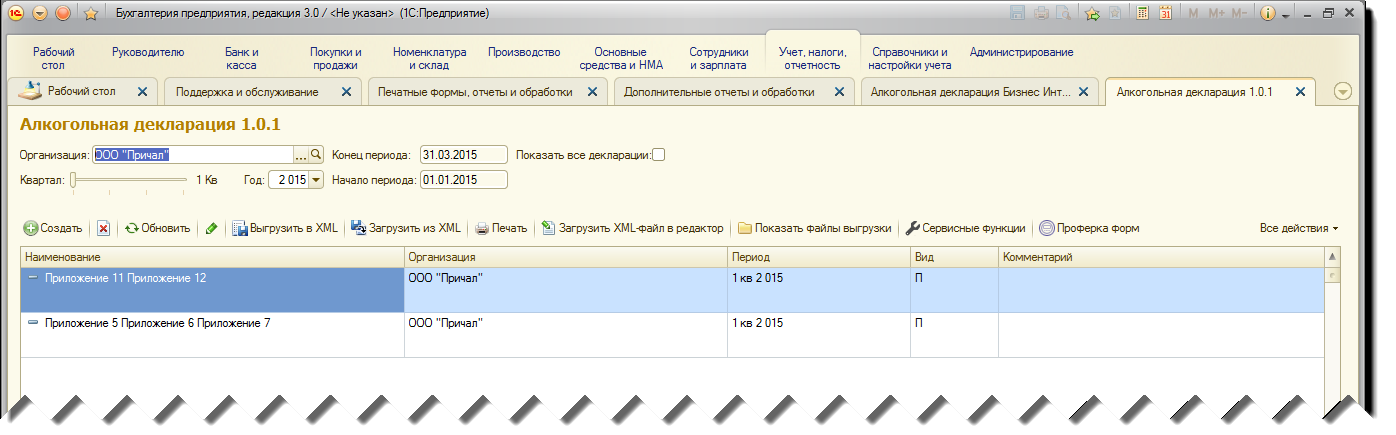 Бухгалтерия предприятия, редакция 3.0 / <Не указан> (1С:Предприятие) M M+ M-
Рабочий стол
Руководителю
Банк и касса
Покупки и продажи
Номенклатура и склад
Производство
Основные средства и НМА
Сотрудники и зарплата
Учет, налоги, отчетность
Справочники и настройки учета
Администрирование
Рабочий стол Поддержка и обслуживание Печатные формы, отчеты и обработки Дополнительные отчеты и обработки Алкогольная декларация Бизнес Инт... Алкогольная декларация 1.0.1
Алкогольная декларация 1.0.1
Организация: ООО "Причал" ... Конец периода: 31.03.2015 Показать все декларации:
Квартал: 1 Кв Год: 2 015 Начало периода: 01.01.2015
Создать Обновить Выгрузить в XML Загрузить из XML Печать Загрузить XML-файл в редактор Показать файлы выгрузки Сервисные функции Проферка форм Все действия
Наименование Организация Период Вид Комментарий
Приложение 11 Приложение 12 ООО "Причал" 1 кв 2 015 П
Приложение 5 Приложение 6 Приложение 7 ООО "Причал" 1 кв 2 015 П